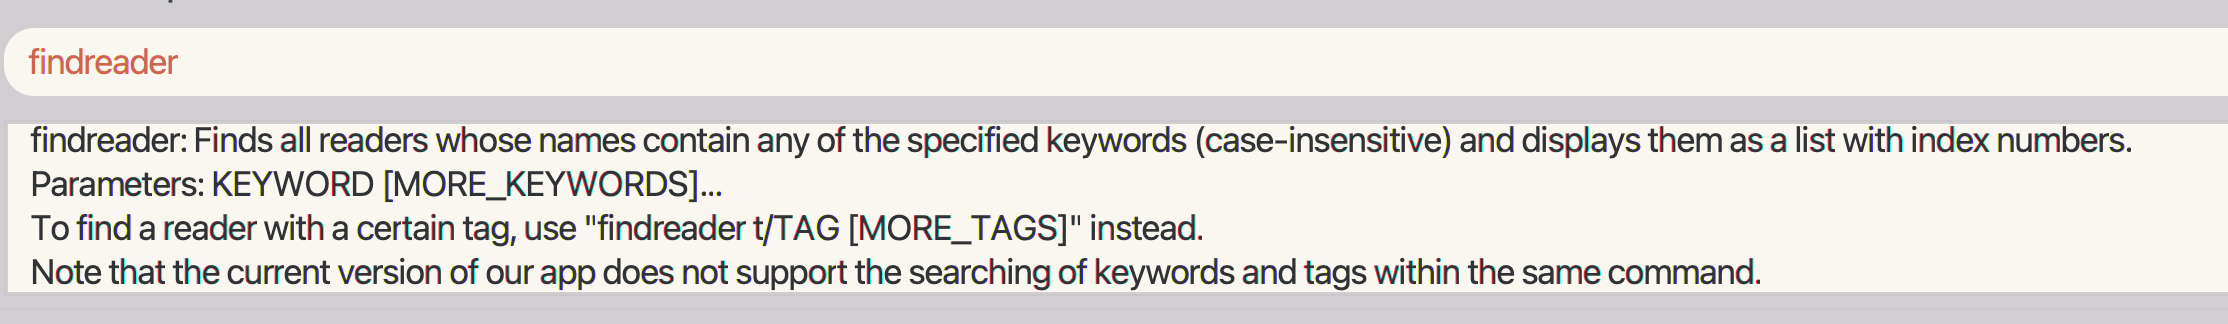 findreader
findreader: Finds all readers whose names contain any of the specified keywords (case-insensitive) and displays them as a list with index numbers.
Parameters: KEYWORD [MORE_KEYWORDS]...
To find a reader with a certain tag, use "findreader t/TAG [MORE_TAGS]" instead.
Note that the current version of our app does not support the searching of keywords and tags within the same command.